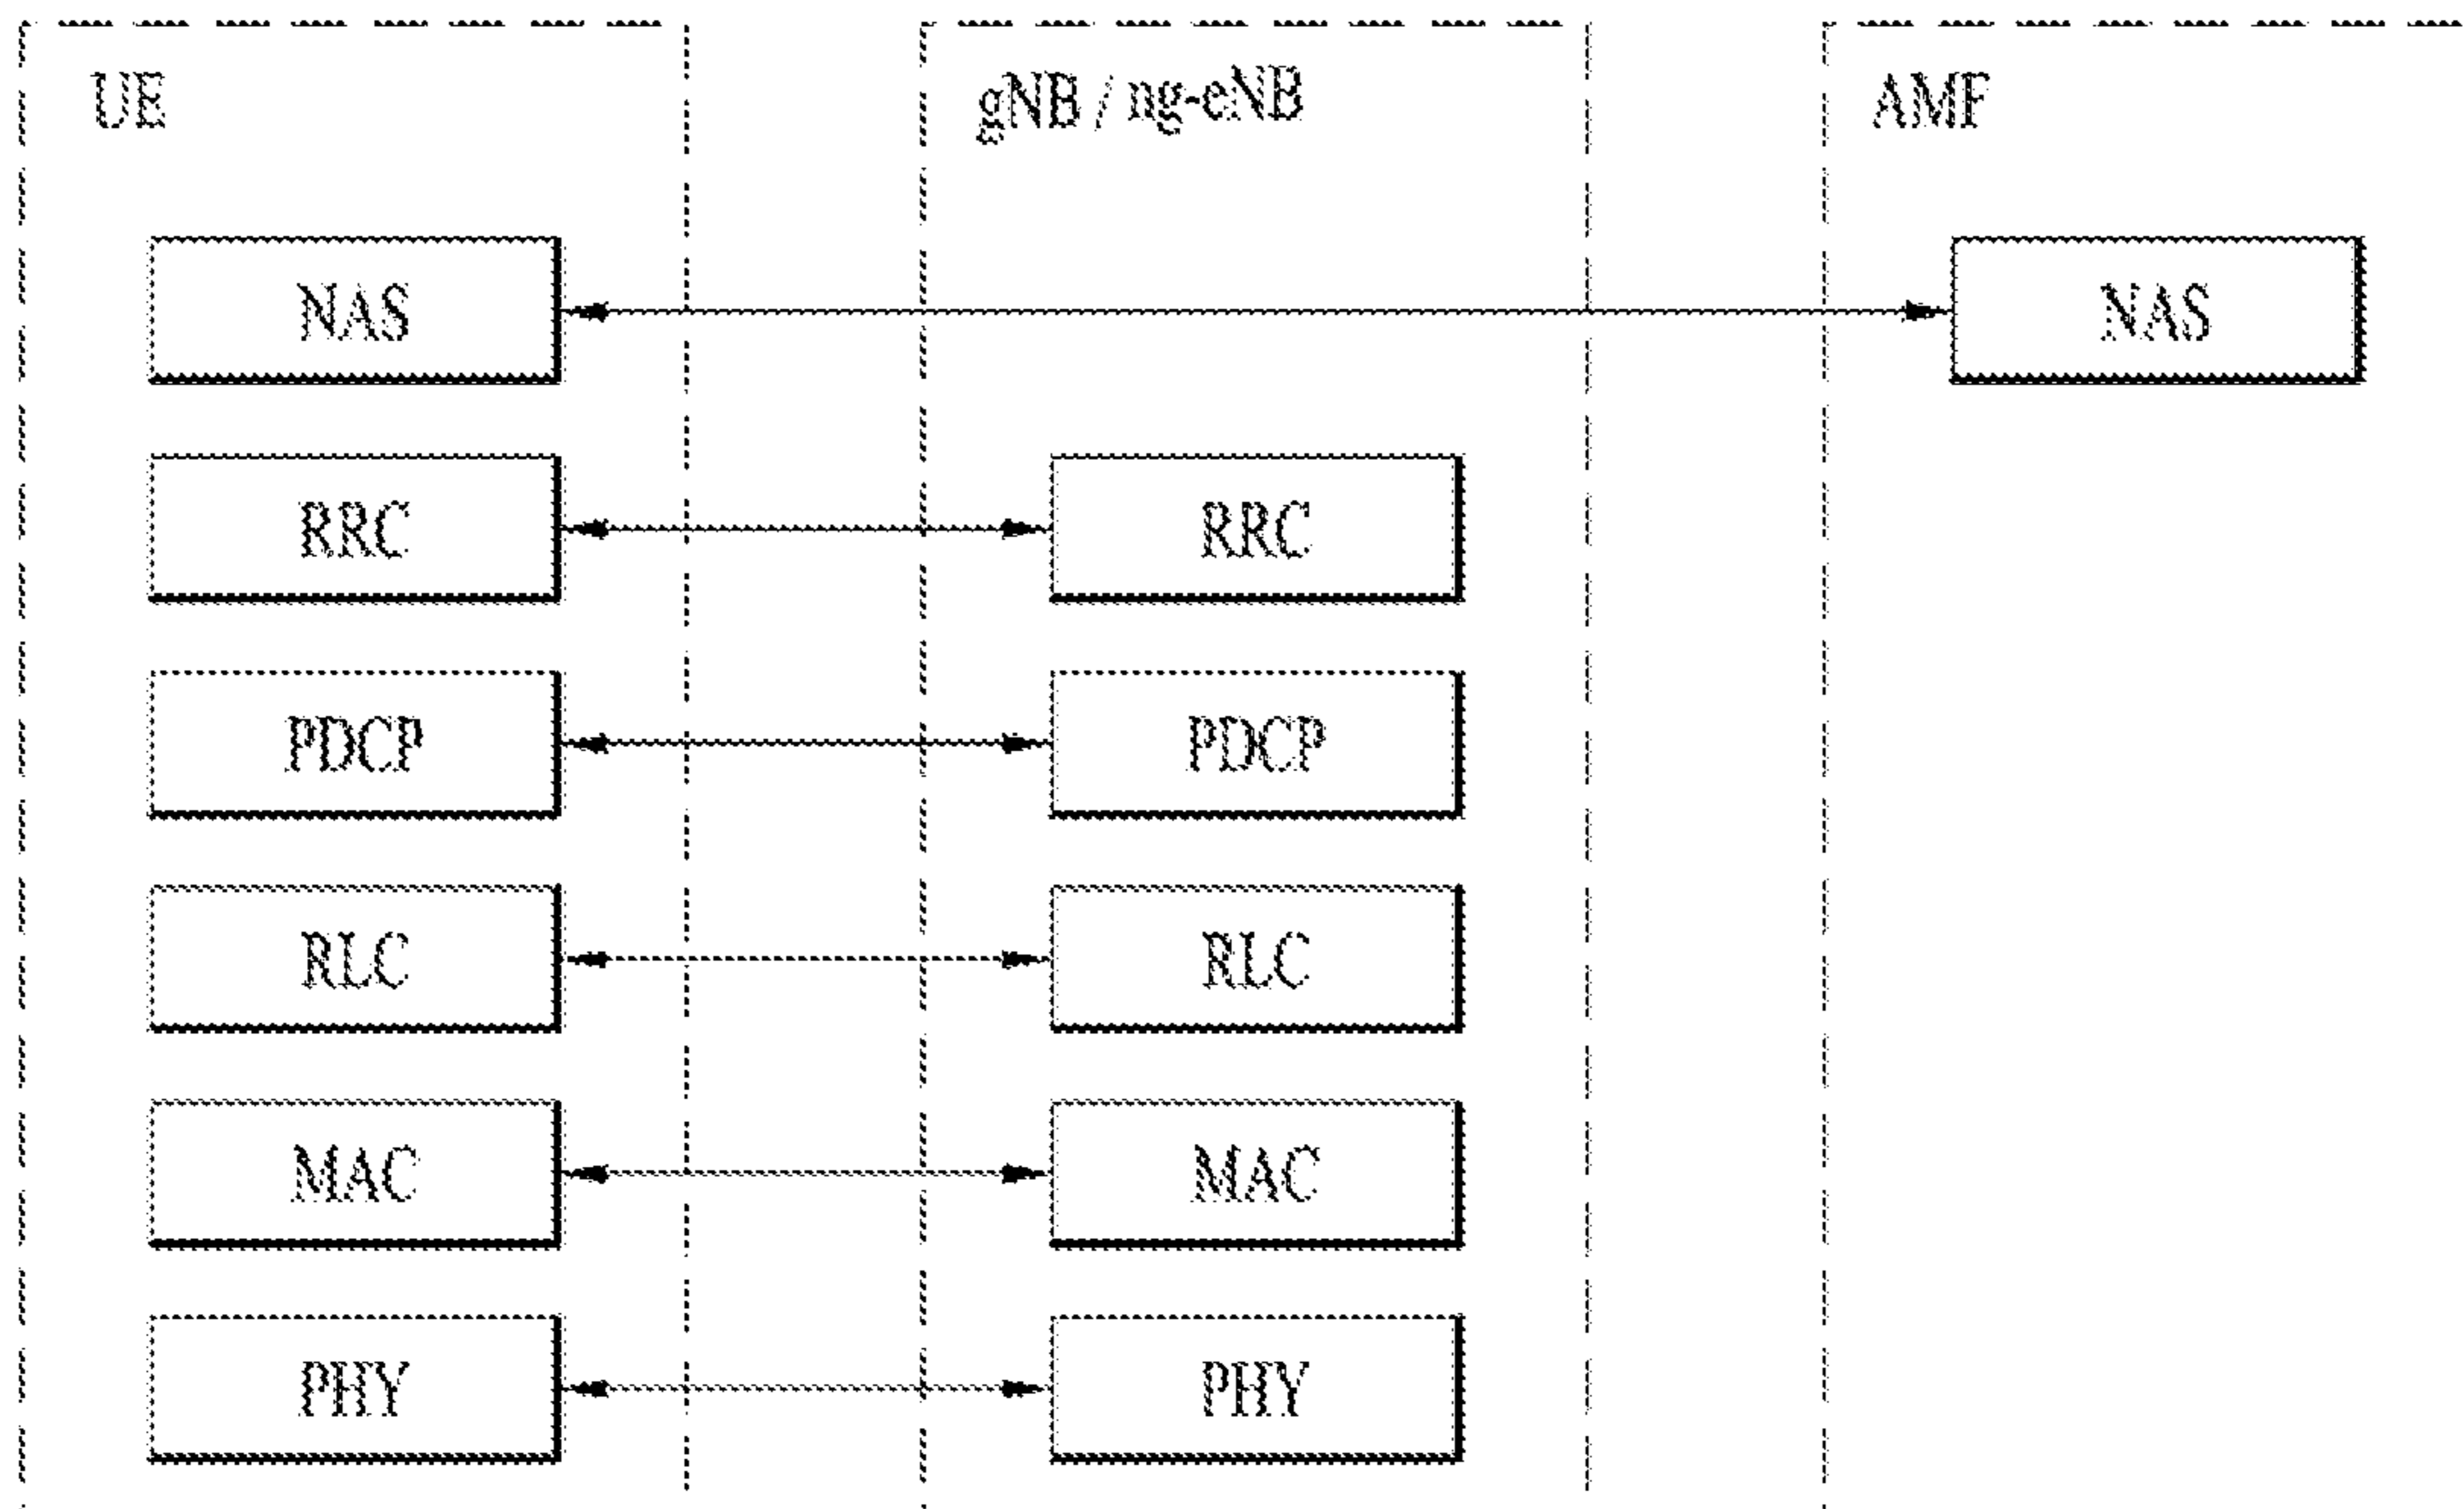 UE gNB / ng-eNB AMF
NAS NAS
RRC RRC
PDCP PDCP
RLC RLC
MAC MAC
PHY PHY